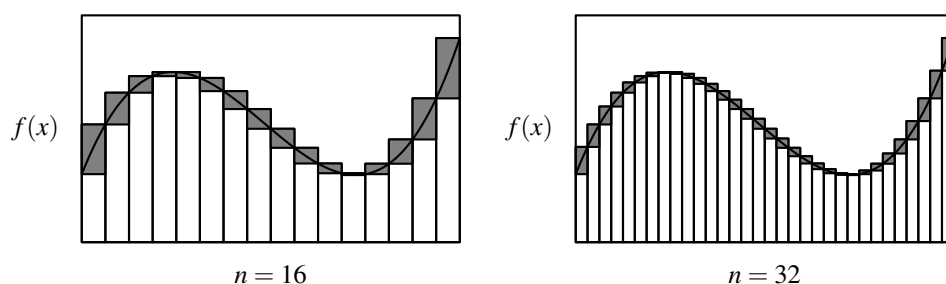 f(x)
f(x)
n = 16
n = 32